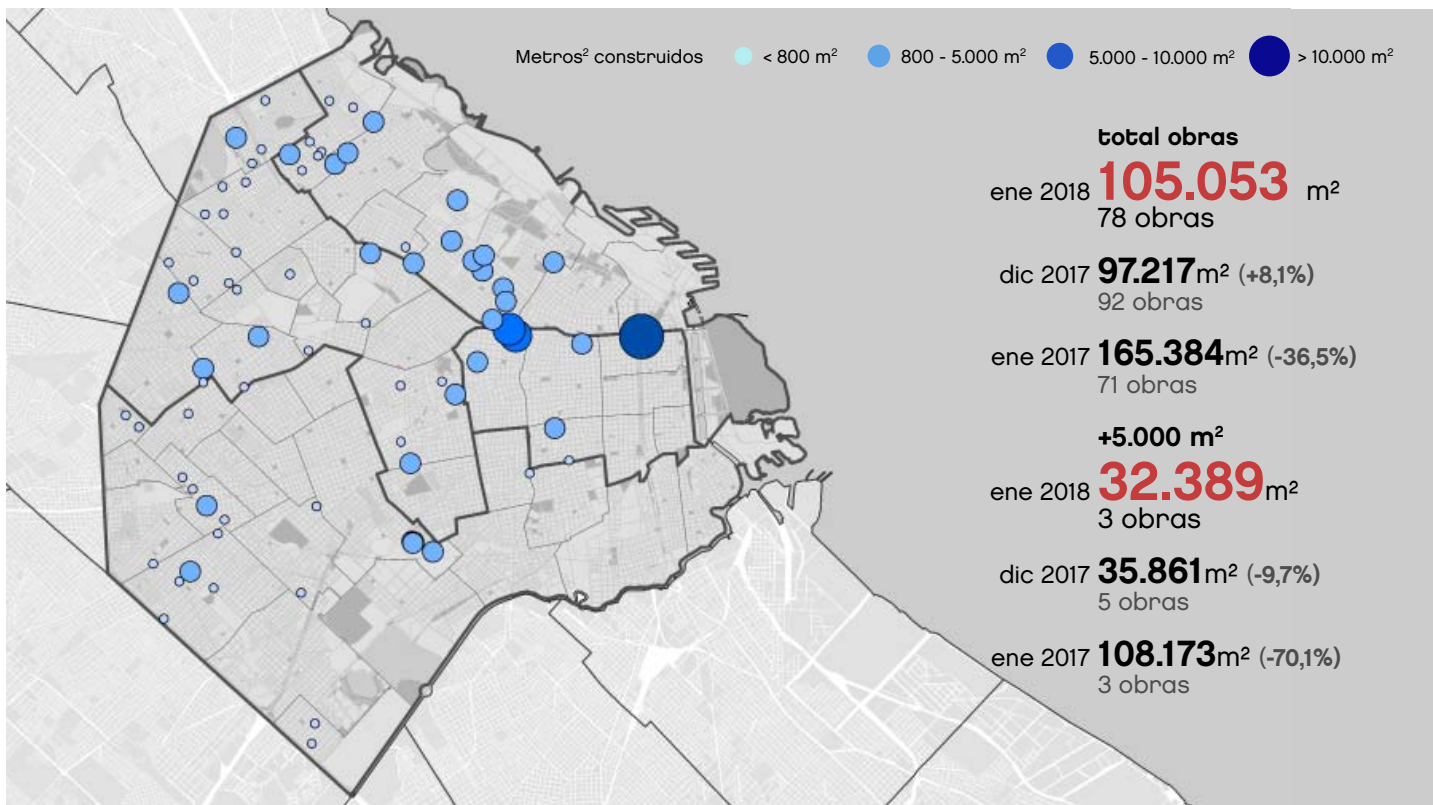 Metros² construidos < 800 m² 800 - 5.000 m² 5.000 - 10.000 m² > 10.000 m²
total obras
ene 2018 105.053 m²
78 obras
dic 2017 97.217m² (+8,1%)
92 obras
ene 2017 165.384m² (-36,5%)
71 obras
+5.000 m²
ene 2018 32.389m²
3 obras
dic 2017 35.861m² (-9,7%)
5 obras
ene 2017 108.173m² (-70,1%)
3 obras